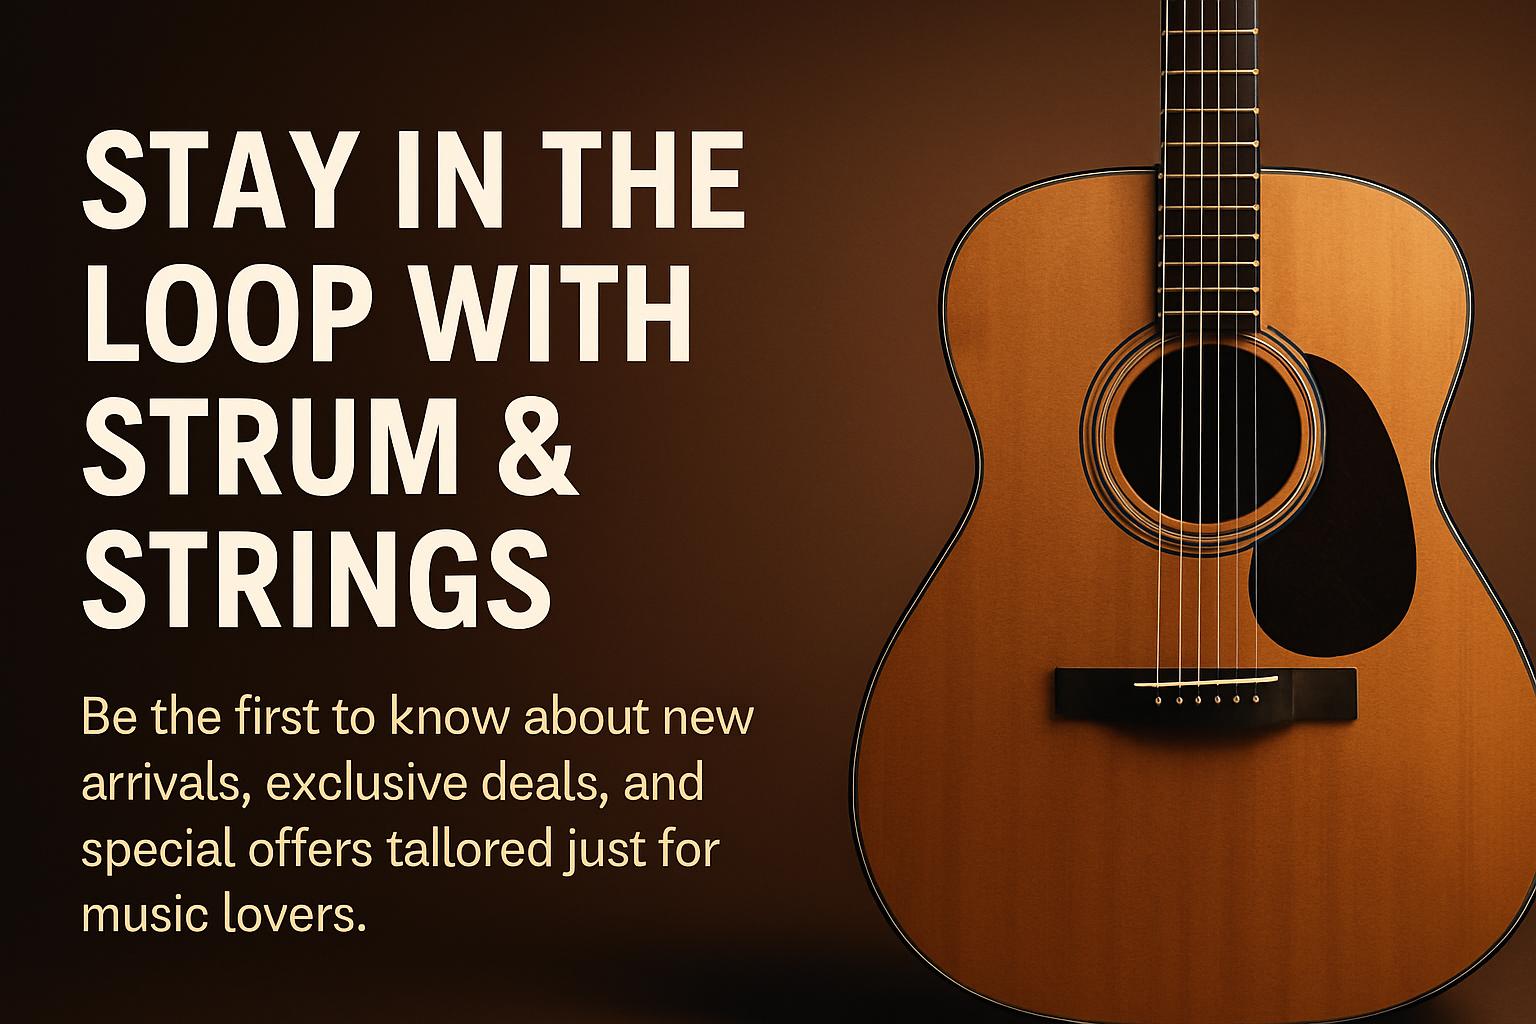 STAY IN THE
LOOP WITH
STRUM &
STRINGS
Be the first to know about new
arrivals, exclusive deals, and
special offers tallored just for
music lovers.